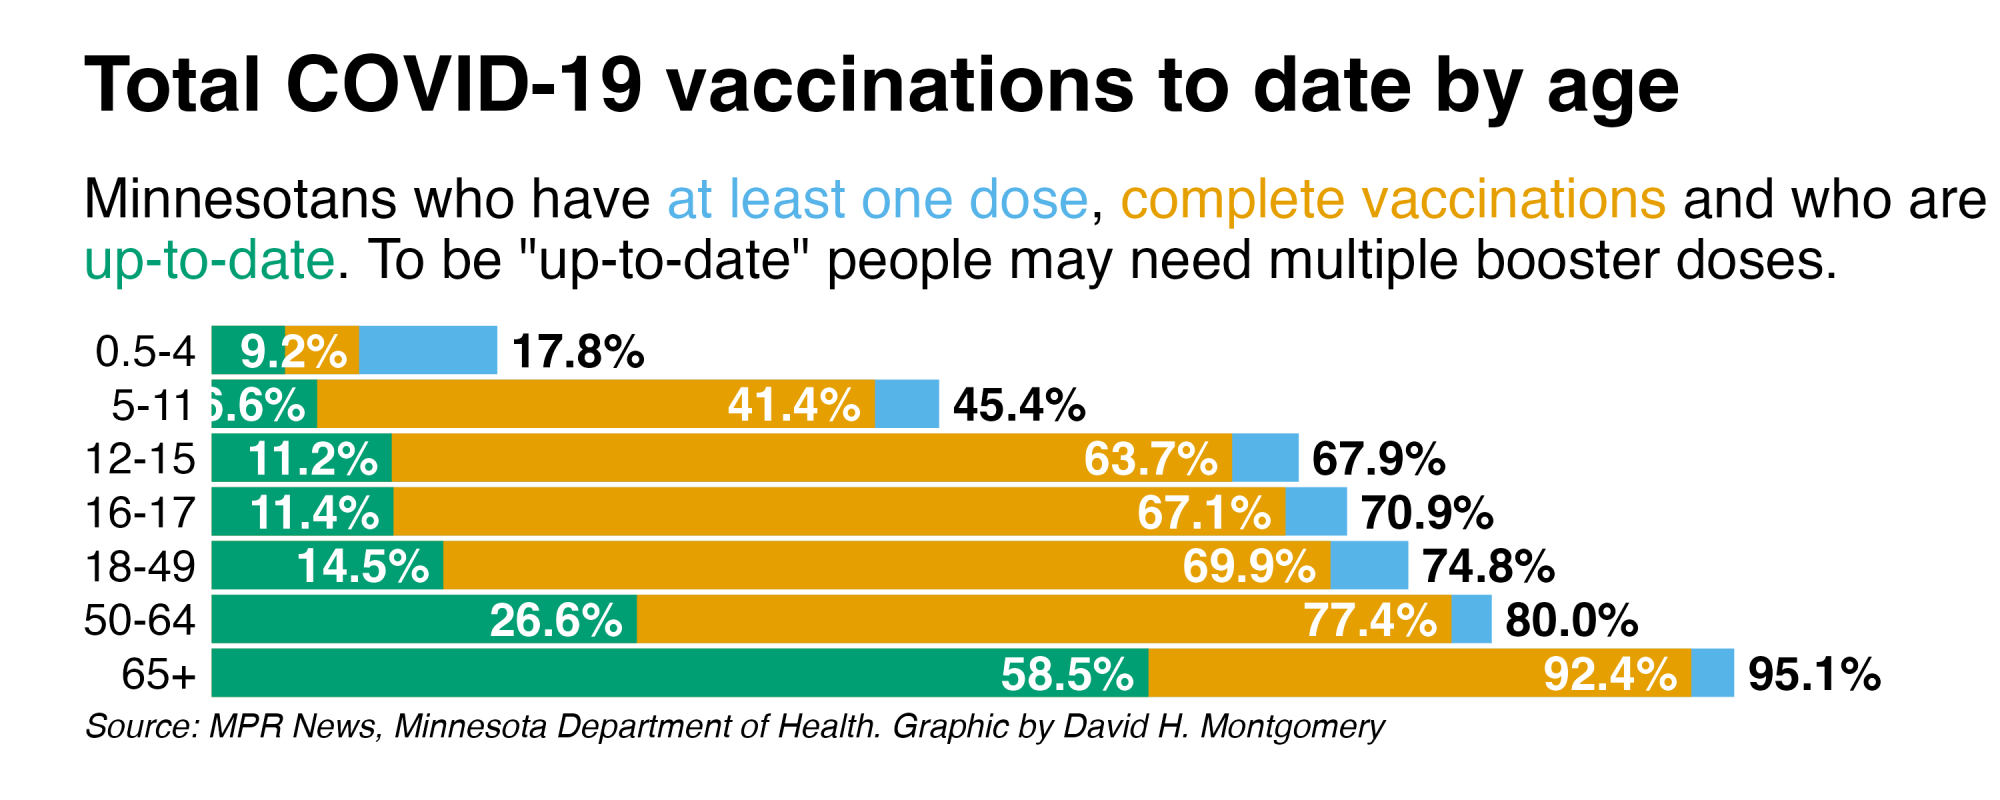 Total COVID-19 vaccinations to date by age
Minnesotans who have at least one dose, complete vaccinations and who are
up-to-date. To be "up-to-date" people may need multiple booster doses.
0.5-4 9.2% 17.8%
5-11 6.6% 41.4% 45.4%
12-15 11.2% 63.7% 67.9%
16-17 11.4% 67.1% 70.9%
18-49 14.5% 69.9% 74.8%
50-64 26.6% 77.4% 80.0%
65+ 58.5% 92.4% 95.1%
Source: MPR News, Minnesota Department of Health. Graphic by David H. Montgomery